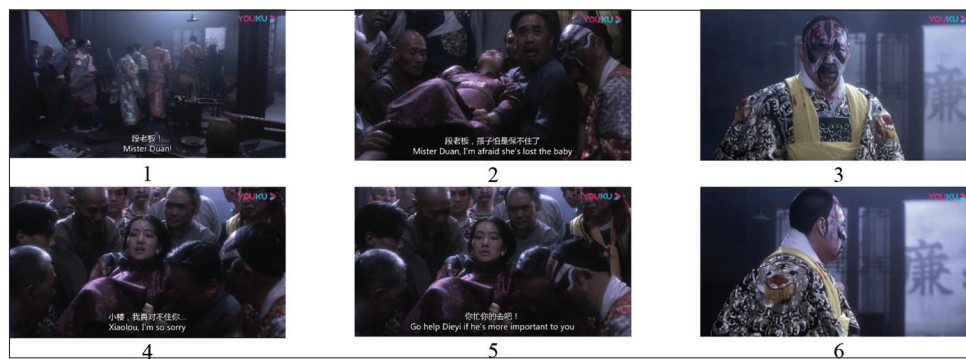 YOUKU
段老板！
Mister Duan!
1
YOUKU
段老板，孩子怕是保不住了
Mister Duan, I'm afraid she's lost the baby
2
YOUKU
廉
3
YOUKU
小楼，我真对不住你...
Xiaolou, I'm so sorry
4
YOUKU
你忙你的去吧！
Go help Dieyi if he's more important to you
5
YOUKU
廉
6